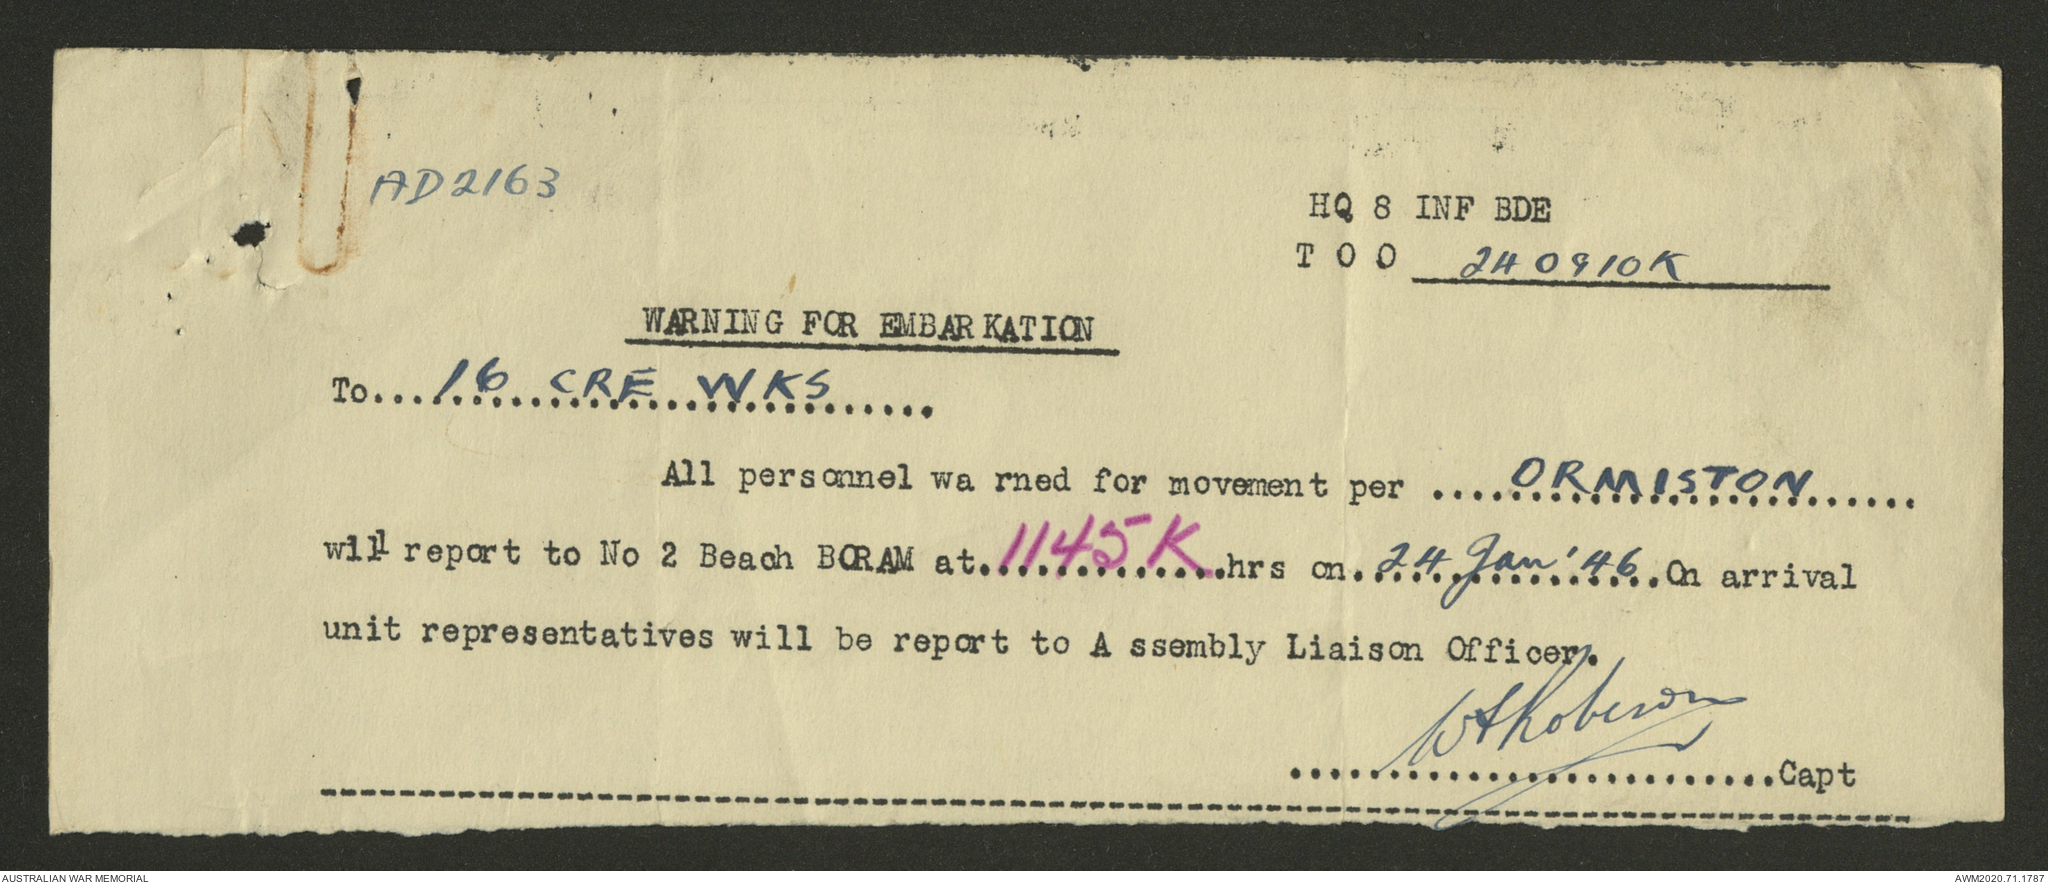 AD2163
HQ 8 INF BDE
T O O 240910K
WARNING FOR EMBARKATION
To....16 CRE WKS..........
All personnel wa rned for movement per ....ORMISTON......
will report to No 2 Beach BORAM at..1145K..hrs on..24 Jan '46..On arrival
unit representatives will be report to A ssembly Liaison Officer.
..........................Capt
AUSTRALIAN WAR MEMORIAL
AWM2020.71.1787